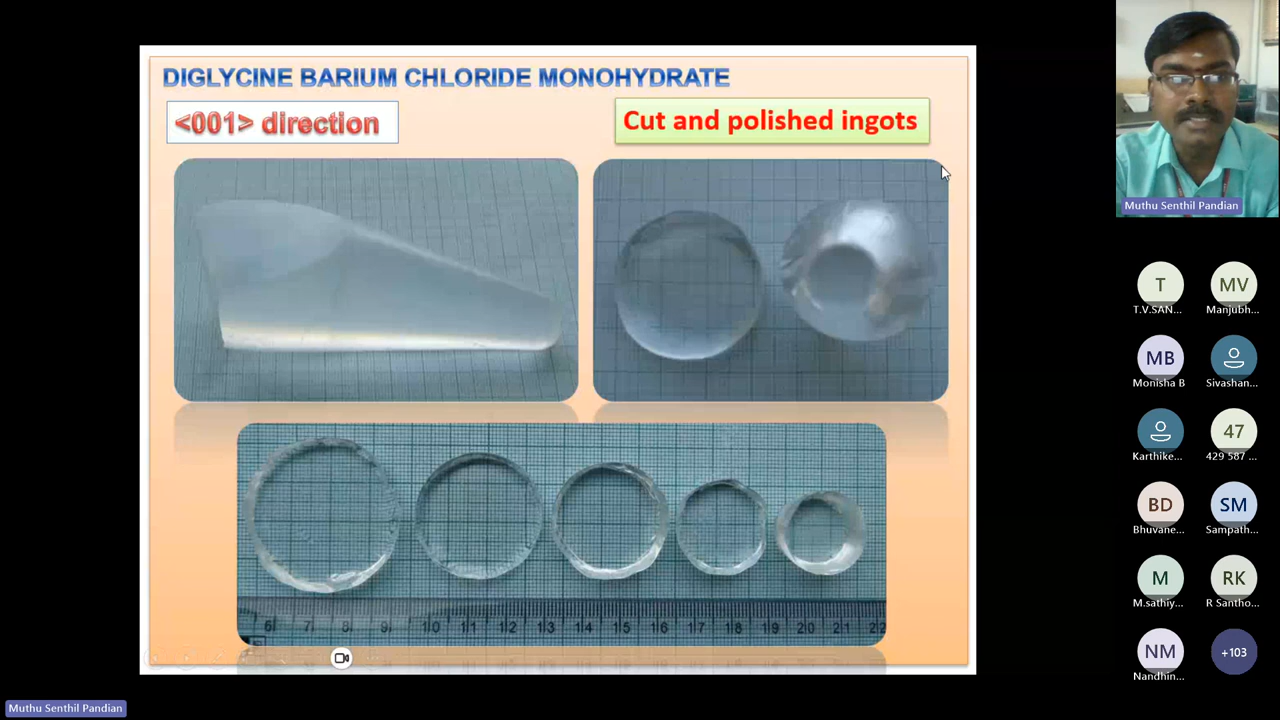 DIGLYCINE BARIUM CHLORIDE MONOHYDRATE
<001> direction
Cut and polished ingots
6 7 8 9 10 11 12 13 14 15 16 17 18 19 20 21 22
Muthu Senthil Pandian
T MV
T.V.SAN... Manjubh...
MB
Monisha B Sivashan...
47
Karthike... 429 587 ...
BD SM
Bhuvane... Sampath...
M RK
M.sathiy... R Santho...
NM +103
Nandhin...
Muthu Senthil Pandian